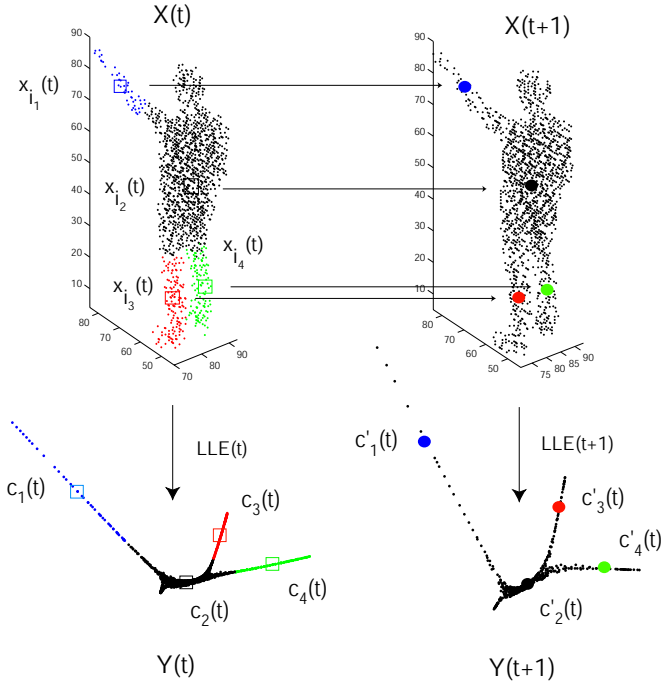 X(t)
X(t+1)
90
80
70
60
50
40
30
20
10
80
70
60
50
70
80
90
x_{i_1}(t)
x_{i_2}(t)
x_{i_3}(t)
x_{i_4}(t)
90
80
70
60
50
40
30
20
10
80
70
60
50
75
80
85
90
LLE(t)
LLE(t+1)
c_1(t)
c_2(t)
c_3(t)
c_4(t)
c'_1(t)
c'_2(t)
c'_3(t)
c'_4(t)
Y(t)
Y(t+1)